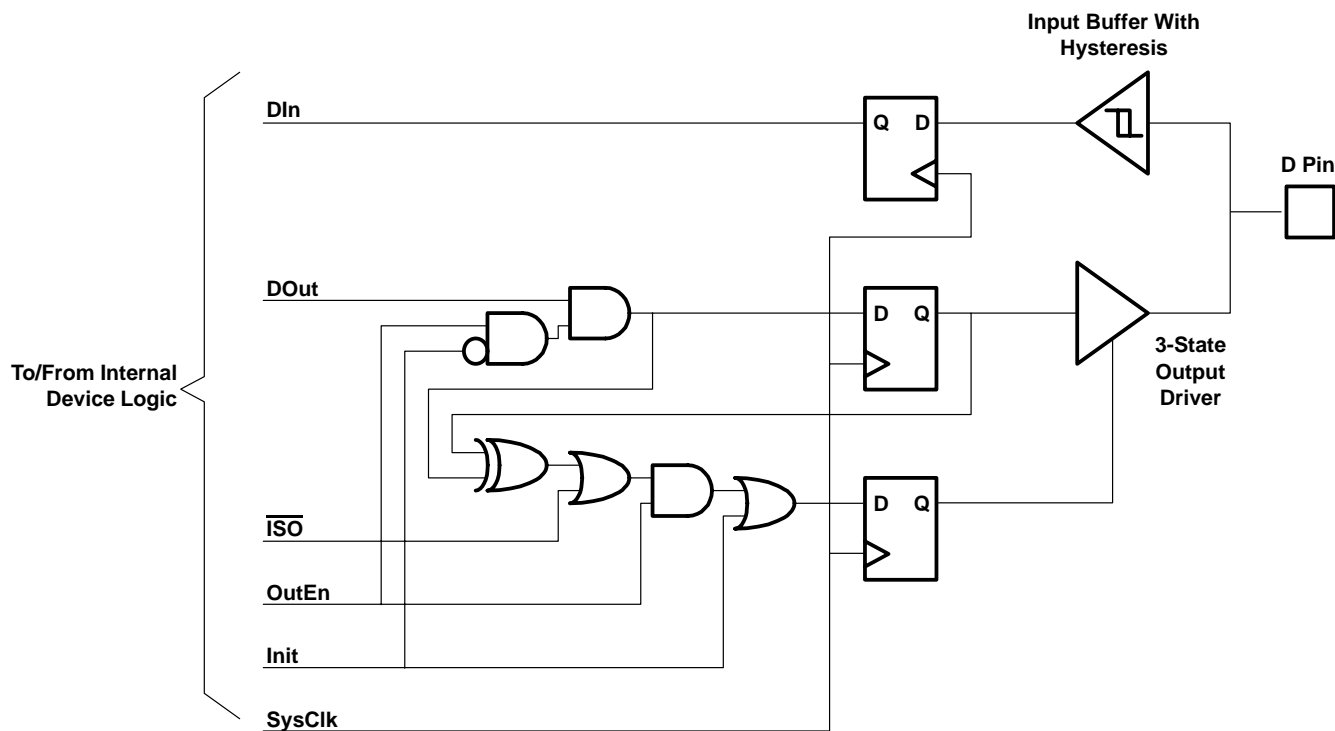 Input Buffer With
Hysteresis
DIn
Q D
D Pin
DOut
D Q
3-State
Output
Driver
To/From Internal
Device Logic
D Q
I̅S̅O̅
OutEn
Init
SysClk